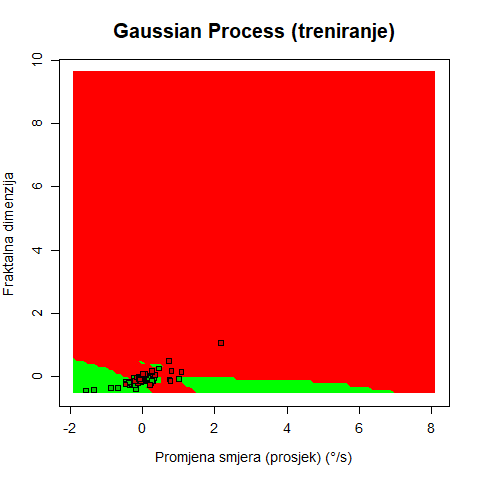 Gaussian Process (treniranje)
Fraktalna dimenzija
10
8
6
4
2
0
-2 0 2 4 6 8
Promjena smjera (prosjek) (°/s)